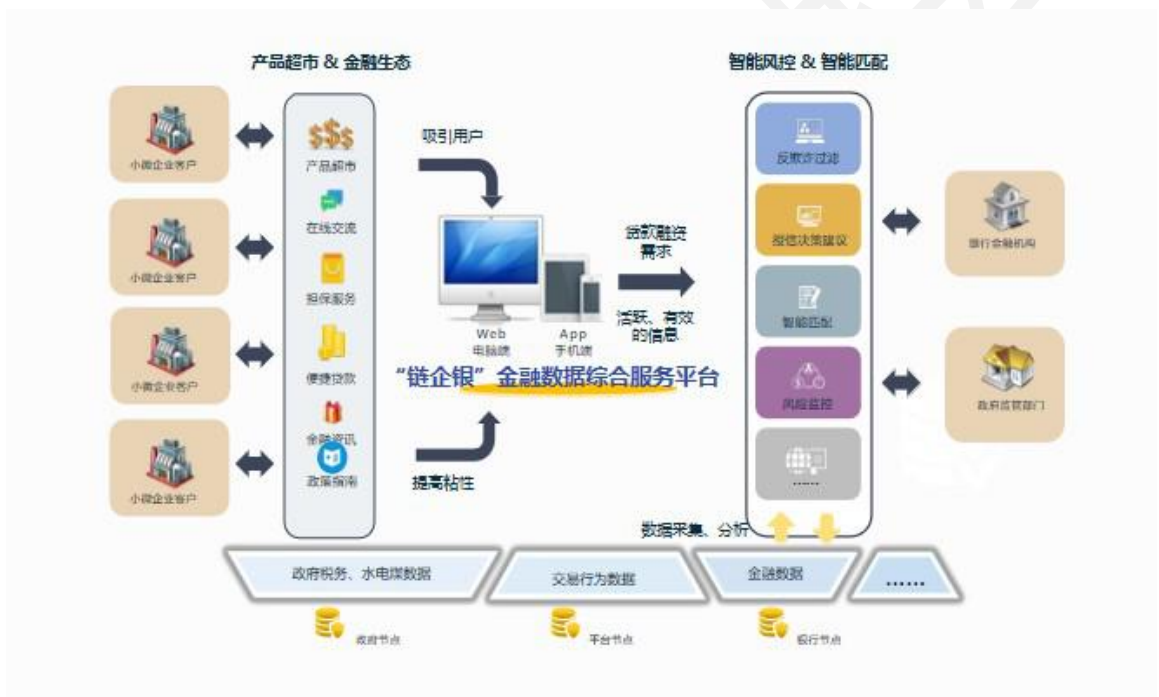 产品超市 & 金融生态
智能风控 & 智能匹配
小微企业客户
小微企业客户
小微企业客户
小微企业客户
产品超市
在线交流
担保服务
便捷贷款
金融资讯
政策指南
吸引用户
提高粘性
Web
电脑端
App
手机端
“链企银”金融数据综合服务平台
贷款融资
需求
活跃、有效
的信息
反欺诈过滤
授信决策建议
智能匹配
风险监控
……
银行金融机构
政府监管部门
数据采集、分析
政府税务、水电煤数据
交易行为数据
金融数据
……
政府节点
平台节点
银行节点